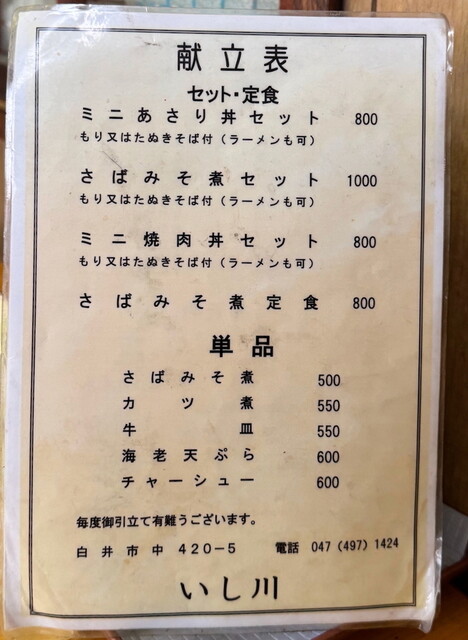 献立表
セット・定食
ミニあさり丼セット 800
もり又はたぬきそば付（ラーメンも可）
さばみそ煮セット 1000
もり又はたぬきそば付（ラーメンも可）
ミニ焼肉丼セット 800
もり又はたぬきそば付（ラーメンも可）
さばみそ煮定食 800
単品
さばみそ煮 500
カツ煮 550
牛皿 550
海老天ぷら 600
チャーシュー 600
毎度御引立て有難うございます。
白井市中 420-5 電話 047 (497) 1424
いし川